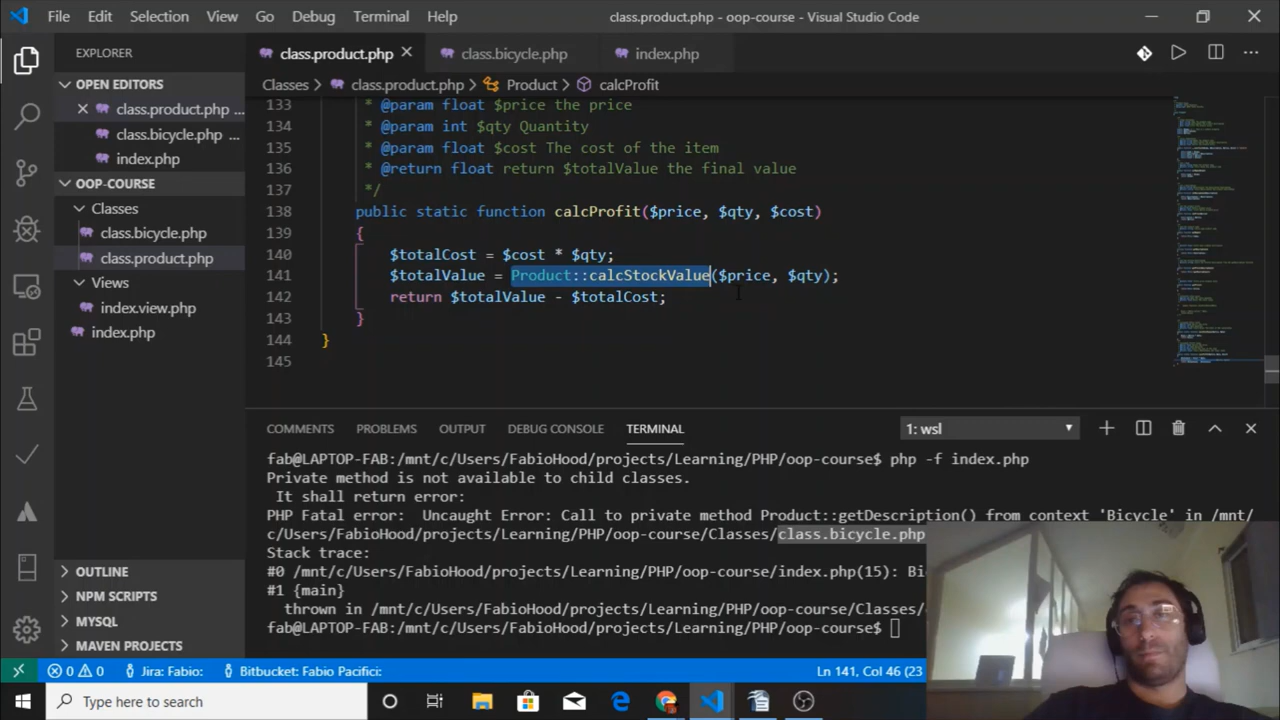 File Edit Selection View Go Debug Terminal Help
class.product.php - oop-course - Visual Studio Code
EXPLORER
class.product.php
class.bicycle.php
index.php
OPEN EDITORS
class.product.php ...
class.bicycle.php ...
index.php
OOP-COURSE
Classes
class.bicycle.php
class.product.php
Views
index.view.php
index.php
OUTLINE
NPM SCRIPTS
MYSQL
MAVEN PROJECTS
Classes class.product.php Product calcProfit
133 * @param float $price the price
134 * @param int $qty Quantity
135 * @param float $cost The cost of the item
136 * @return float return $totalValue the final value
137 */
138 public static function calcProfit($price, $qty, $cost)
139 {
140 $totalCost = $cost * $qty;
141 $totalValue = Product::calcStockValue($price, $qty);
142 return $totalValue - $totalCost;
143 }
144 }
145
COMMENTS PROBLEMS OUTPUT DEBUG CONSOLE TERMINAL
1: wsl
fab@LAPTOP-FAB:/mnt/c/Users/FabioHood/projects/Learning/PHP/oop-course$ php -f index.php
Private method is not available to child classes.
It shall return error:
PHP Fatal error: Uncaught Error: Call to private method Product::getDescription() from context 'Bicycle' in /mnt/
c/Users/FabioHood/projects/Learning/PHP/oop-course/Classes/class.bicycle.php
Stack trace:
#0 /mnt/c/Users/FabioHood/projects/Learning/PHP/oop-course/index.php(15): Bi
#1 {main}
thrown in /mnt/c/Users/FabioHood/projects/Learning/PHP/oop-course/Classes/
fab@LAPTOP-FAB:/mnt/c/Users/FabioHood/projects/Learning/PHP/oop-course$
0 0 Jira: Fabio: Bitbucket: Fabio Pacifici:
Ln 141, Col 46 (23
Type here to search